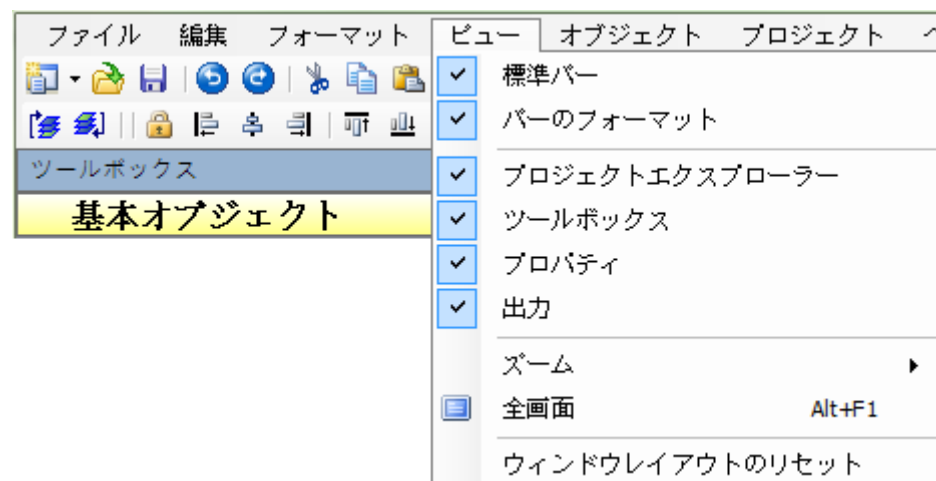 ファイル 編集 フォーマット ビュー オブジェクト プロジェクト
標準バー
バーのフォーマット
ツールボックス
基本オブジェクト
プロジェクトエクスプローラー
ツールボックス
プロパティ
出力
ズーム
全画面 Alt+F1
ウィンドウレイアウトのリセット